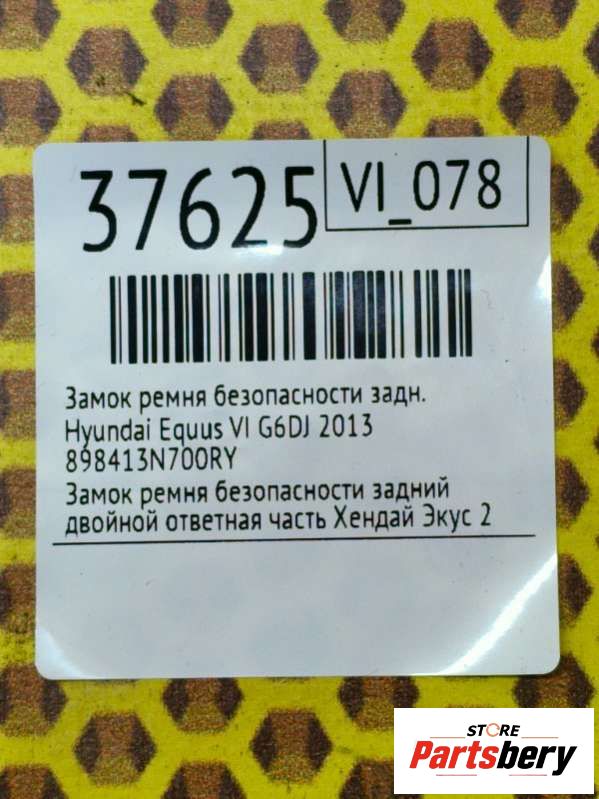 37625
VI_078
Замок ремня безопасности задн.
Hyundai Equus VI G6DJ 2013
898413N700RY
Замок ремня безопасности задний
двойной ответная часть Хендай Экус 2
STORE
Partsbery